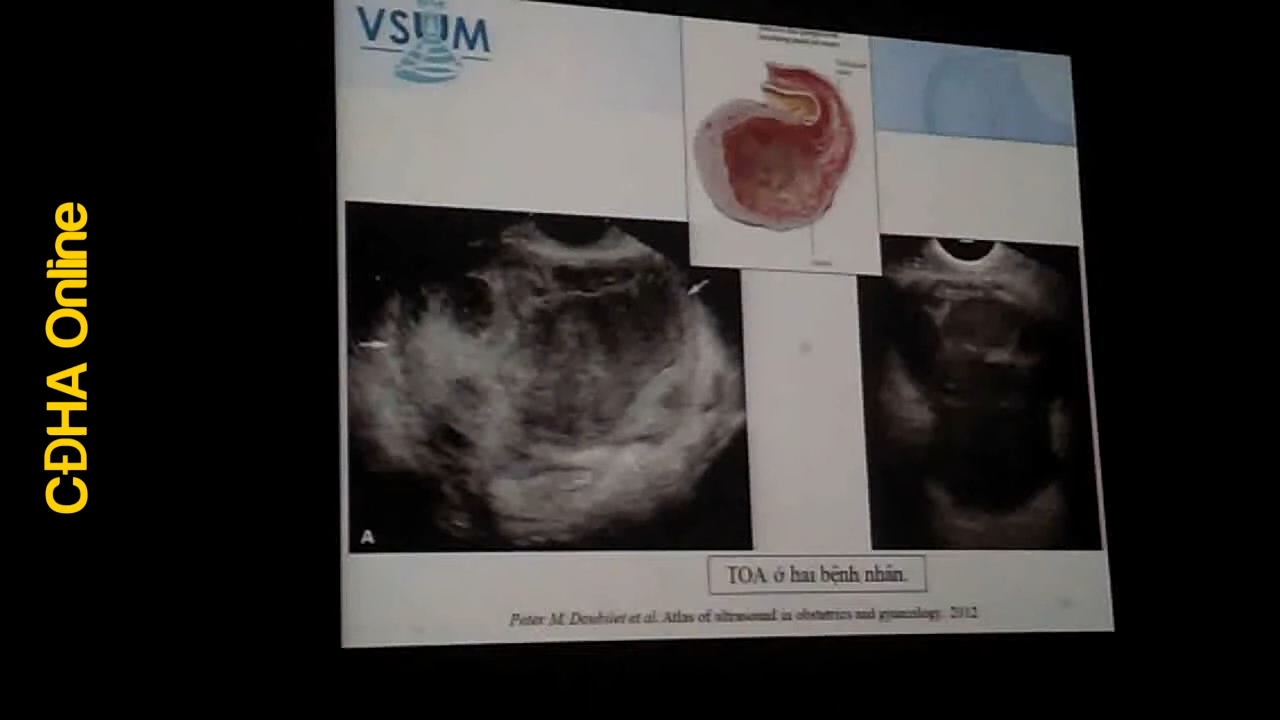 VSUM
CĐHA Online
A
TOA ở hai bệnh nhân.
Peter M. Doubilet et al. Atlas of ultrasound in obstetrics and gynecology. 2012